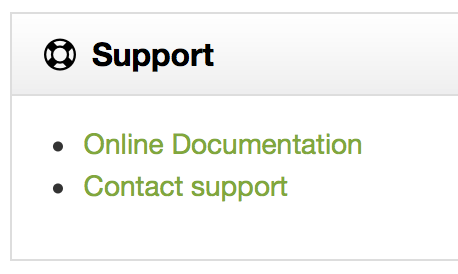 Support
Online Documentation
Contact support